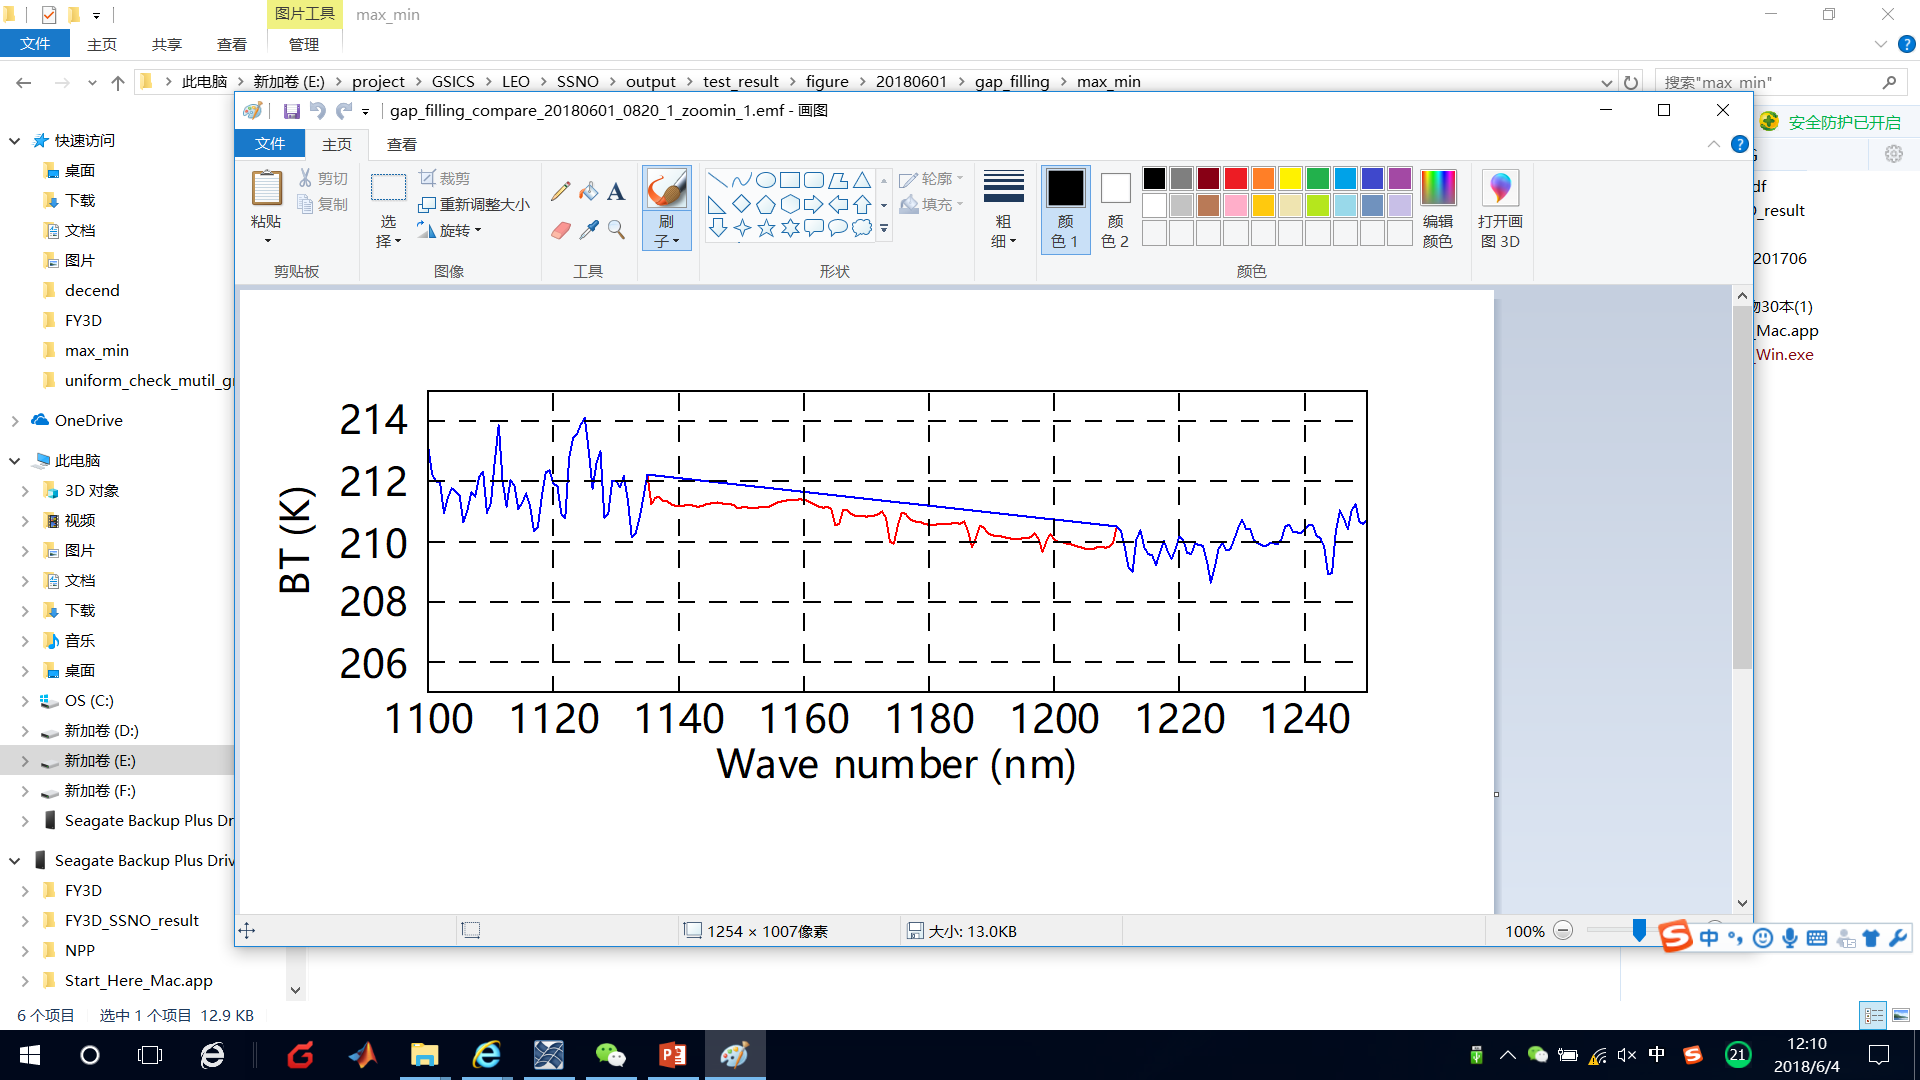 图片工具 max_min
文件 主页 共享 查看 管理
此电脑 新加卷 (E:) project GSICS LEO SSNO output test_result figure 20180601 gap_filling max_min
搜索"max_min"
快速访问
桌面
下载
文档
图片
decend
FY3D
max_min
uniform_check_mutil_gr
OneDrive
此电脑
3D 对象
视频
图片
文档
下载
音乐
桌面
OS (C:)
新加卷 (D:)
新加卷 (E:)
新加卷 (F:)
Seagate Backup Plus Dr
Seagate Backup Plus Driv
FY3D
FY3D_SSNO_result
NPP
Start_Here_Mac.app
6 个项目 选中 1 个项目 12.9 KB
gap_filling_compare_20180601_0820_1_zoomin_1.emf - 画图
文件 主页 查看
粘贴
剪切
复制
剪贴板
选择
裁剪
重新调整大小
旋转
图像
A
工具
刷子
轮廓
填充
形状
粗细
颜色 1
颜色 2
编辑颜色
颜色
打开画图 3D
214
212
210
208
206
BT (K)
1100 1120 1140 1160 1180 1200 1220 1240
Wave number (nm)
1254 × 1007像素
大小: 13.0KB
100%
安全防护已开启
df
_result
201706
30本(1)
_Mac.app
_Win.exe
中
中
21
12:10
2018/6/4